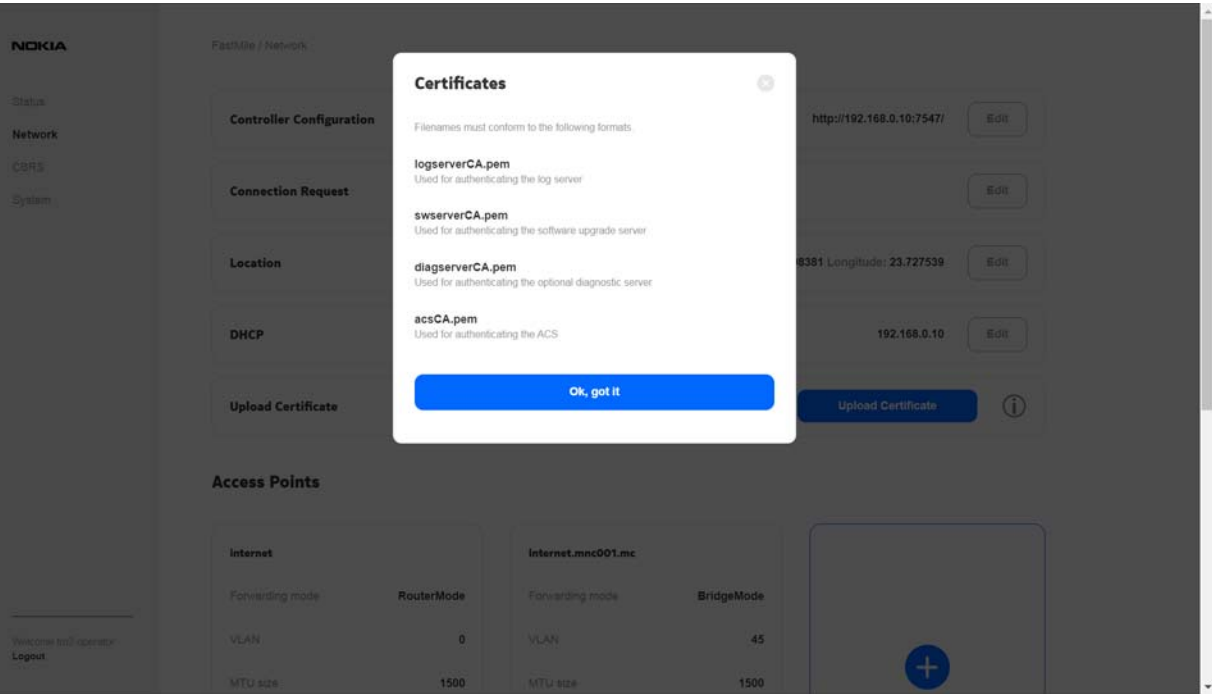 NOKIA
FastMile / Network
Status
Network
CBRS
System
Controller Configuration
http://192.168.0.10:7547/
Edit
Connection Request
Edit
Location
8381 Longitude: 23.727539
Edit
DHCP
192.168.0.10
Edit
Upload Certificate
Upload Certificate
Certificates
Filenames must conform to the following formats.
logserverCA.pem
Used for authenticating the log server
swserverCA.pem
Used for authenticating the software upgrade server
diagserverCA.pem
Used for authenticating the optional diagnostic server
acsCA.pem
Used for authenticating the ACS
Ok, got it
Access Points
internet
Forwarding mode RouterMode
VLAN 0
MTU size 1500
internet.mnc001.mc
Forwarding mode BridgeMode
VLAN 45
MTU size 1500
Welcome
Logout